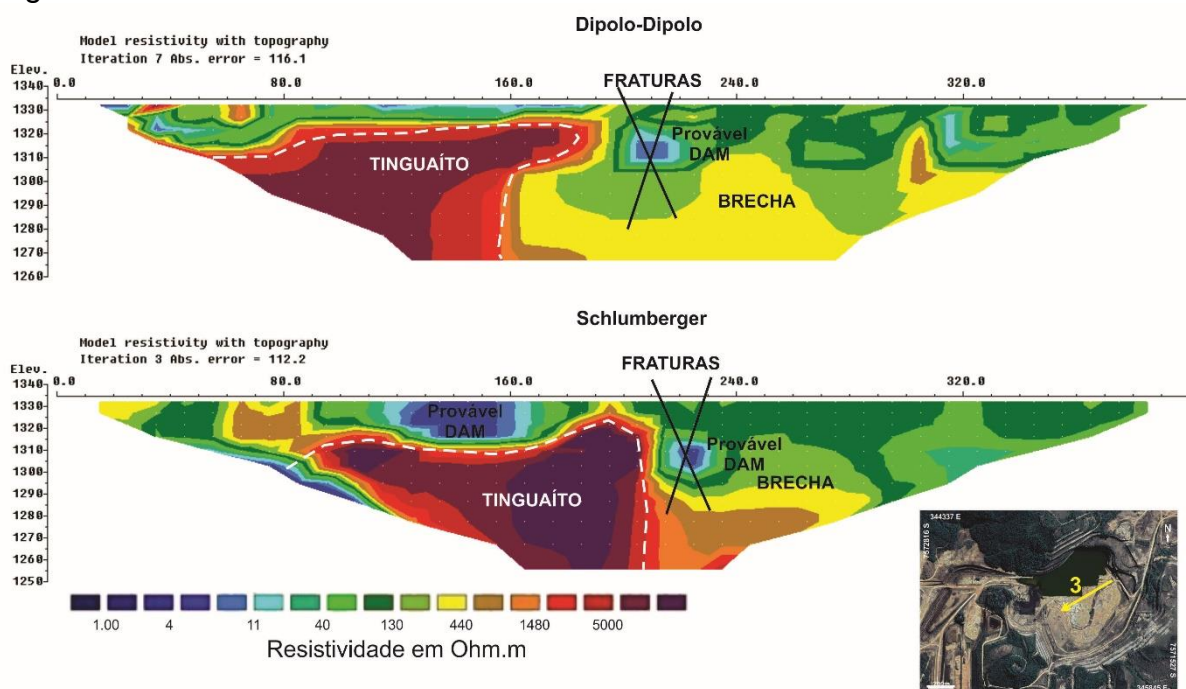 Dipolo-Dipolo
Model resistivity with topography
Iteration 7 Abs. error = 116.1
Elev. 0.0 80.0 160.0 240.0 320.0
FRATURAS
1340
1330
1320
1310
1300
1290
1280
1270
1260
TINGUAÍTO
Provável
DAM
BRECHA
Schlumberger
Model resistivity with topography
Iteration 3 Abs. error = 112.2
Elev. 0.0 80.0 160.0 240.0 320.0
FRATURAS
1340
1330
1320
1310
1300
1290
1280
1270
1260
1250
Provável
DAM
Provável
DAM
TINGUAÍTO
BRECHA
1.00 4 11 40 130 440 1480 5000
Resistividade em Ohm.m
344337 E
7572816 S
N
3
7571527 S
345845 E